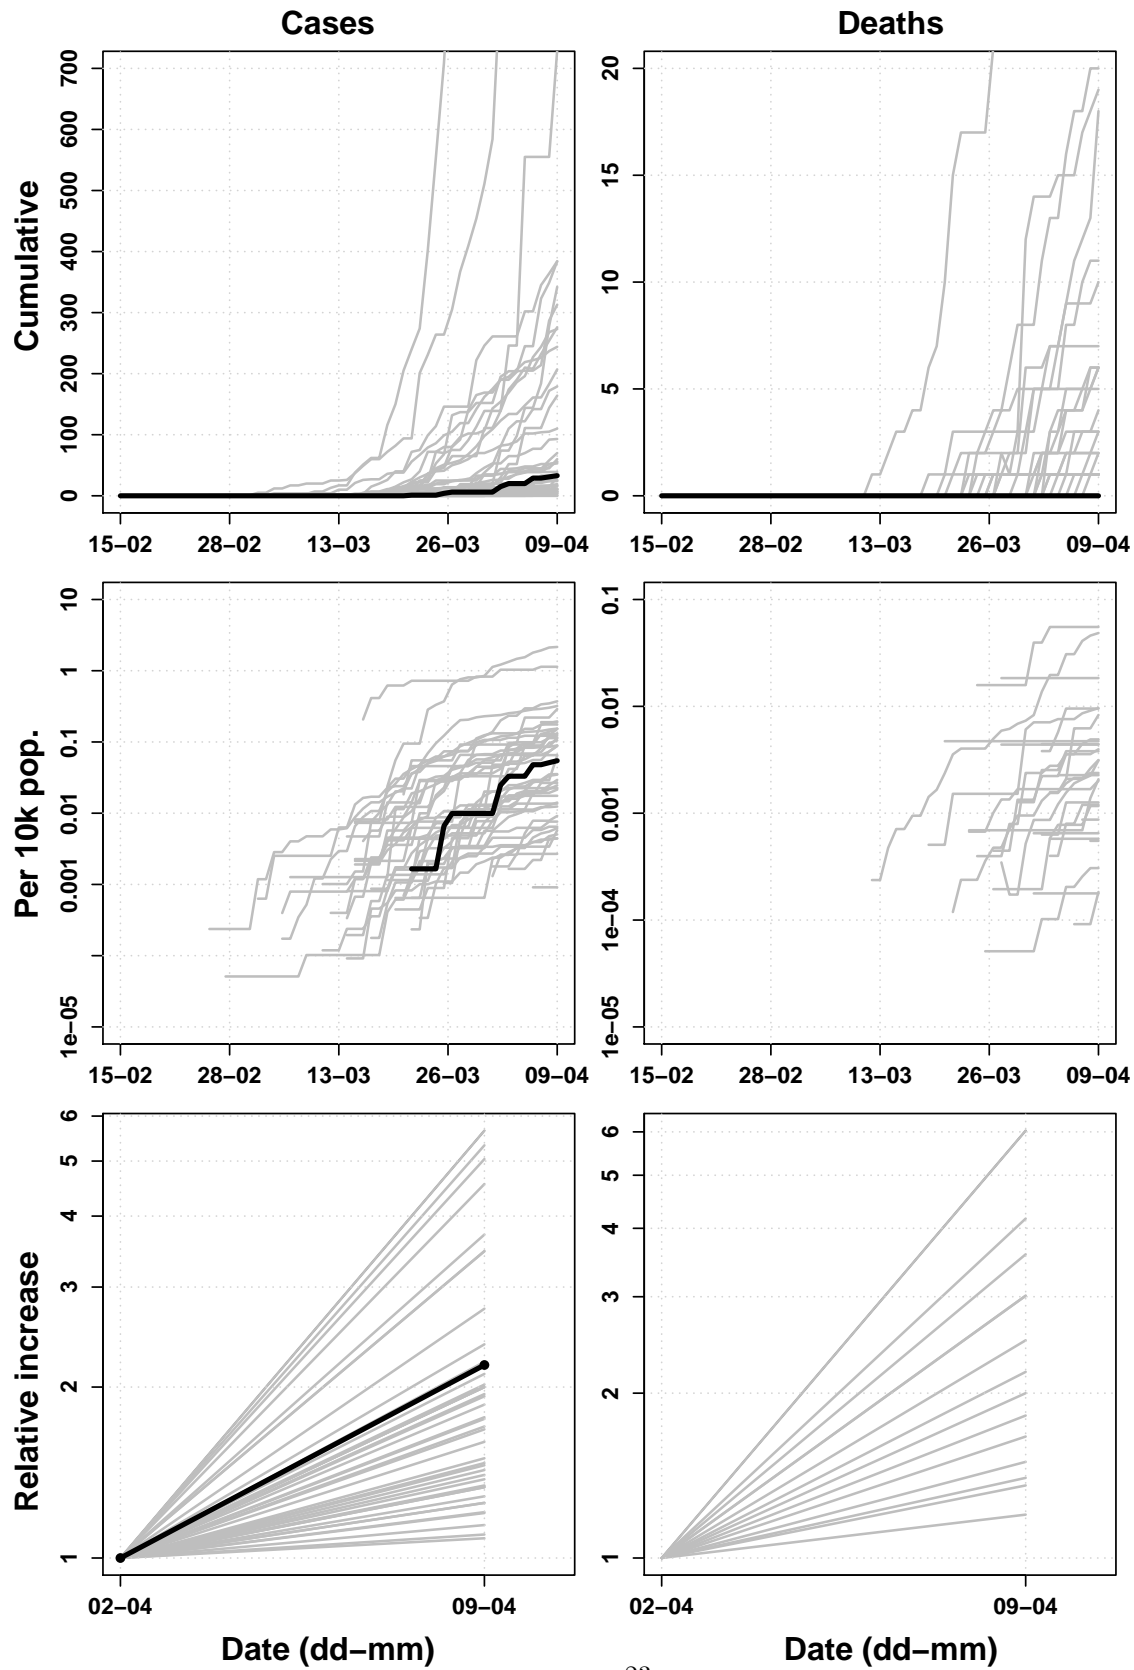 Cases
Deaths
Cumulative
0 100 200 300 400 500 600 700
15−02 28−02 13−03 26−03 09−04
0 5 10 15 20
15−02 28−02 13−03 26−03 09−04
Per 10k pop.
1e−05 0.001 0.01 0.1 1 10
15−02 28−02 13−03 26−03 09−04
1e−05 1e−04 0.001 0.01 0.1
15−02 28−02 13−03 26−03 09−04
Relative increase
1 2 3 4 5 6
02−04 09−04
Date (dd−mm)
1 2 3 4 5 6
02−04 09−04
Date (dd−mm)